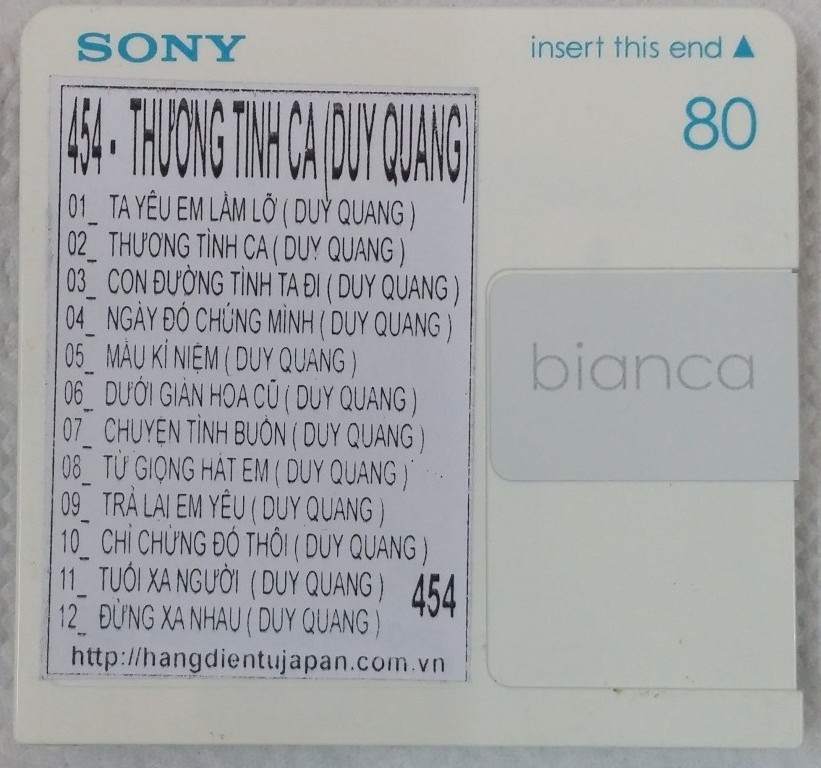 SONY
insert this end ▲
80
bianca
454 - THƯƠNG TÌNH CA (DUY QUANG)
01_ TA YÊU EM LẦM LỠ ( DUY QUANG )
02_ THƯƠNG TÌNH CA ( DUY QUANG )
03_ CON ĐƯỜNG TÌNH TA ĐI ( DUY QUANG )
04_ NGÀY ĐÓ CHÚNG MÌNH ( DUY QUANG )
05_ MÀU KỈ NIỆM ( DUY QUANG )
06_ DƯỚI GIÀN HOA CŨ ( DUY QUANG )
07_ CHUYỆN TÌNH BUỒN ( DUY QUANG )
08_ TỪ GIỌNG HÁT EM ( DUY QUANG )
09_ TRẢ LẠI EM YÊU ( DUY QUANG )
10_ CHỈ CHỪNG ĐÓ THÔI ( DUY QUANG )
11_ TUỔI XA NGƯỜI ( DUY QUANG )
12_ ĐỪNG XA NHAU ( DUY QUANG )
454
http://hangdientujapan.com.vn